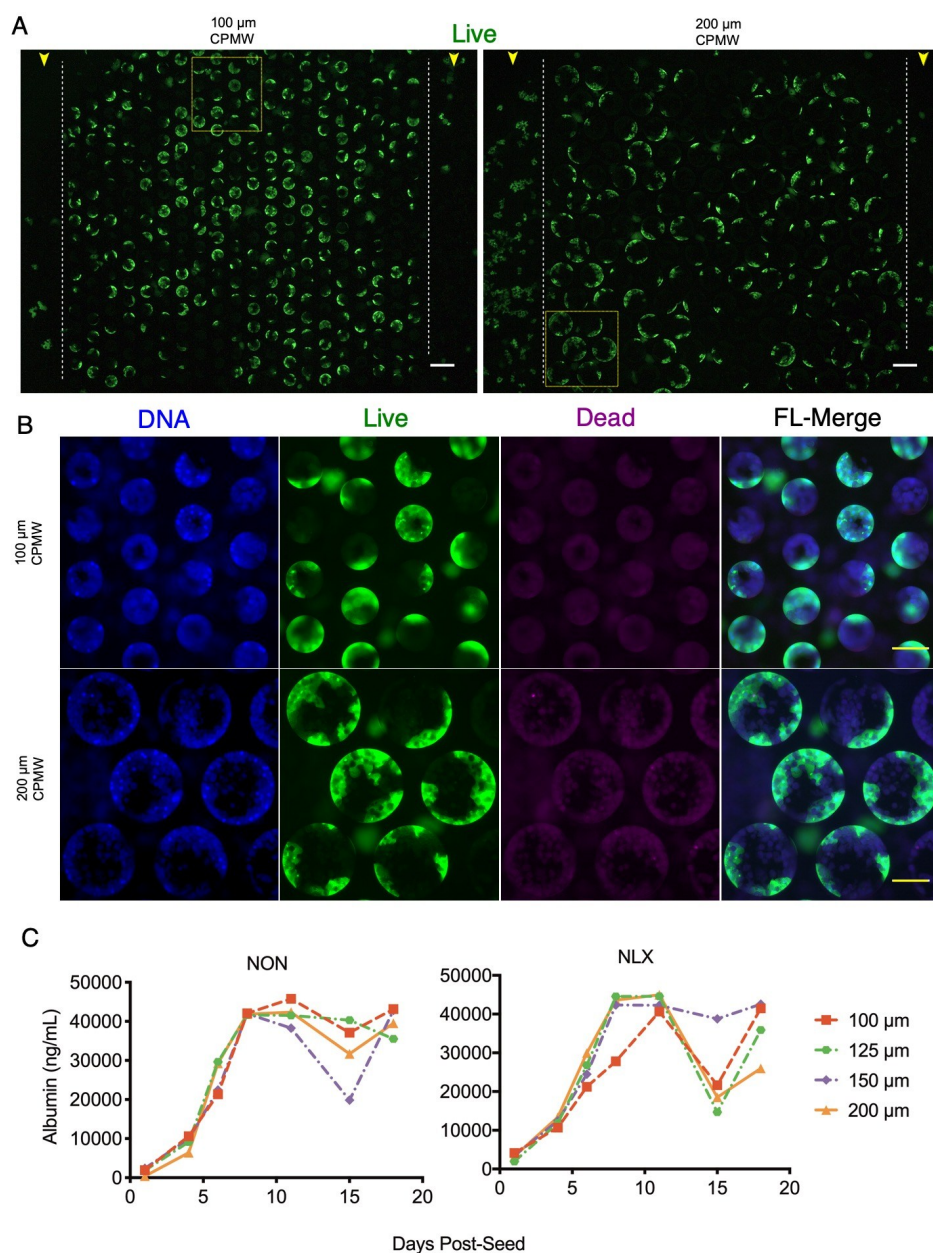 A
100 µm
CPMW
Live
200 µm
CPMW
B
DNA
Live
Dead
FL-Merge
100 µm
CPMW
200 µm
CPMW
C
NON
NLX
Albumin (ng/mL)
50000
40000
30000
20000
10000
0
0
5
10
15
20
50000
40000
30000
20000
10000
0
0
5
10
15
20
100 µm
125 µm
150 µm
200 µm
Days Post-Seed